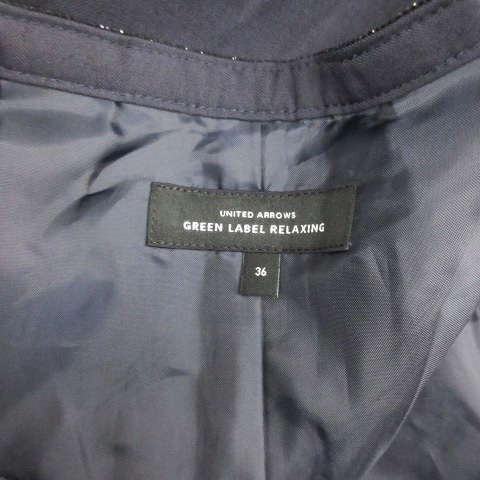 UNITED ARROWS
GREEN LABEL RELAXING
36